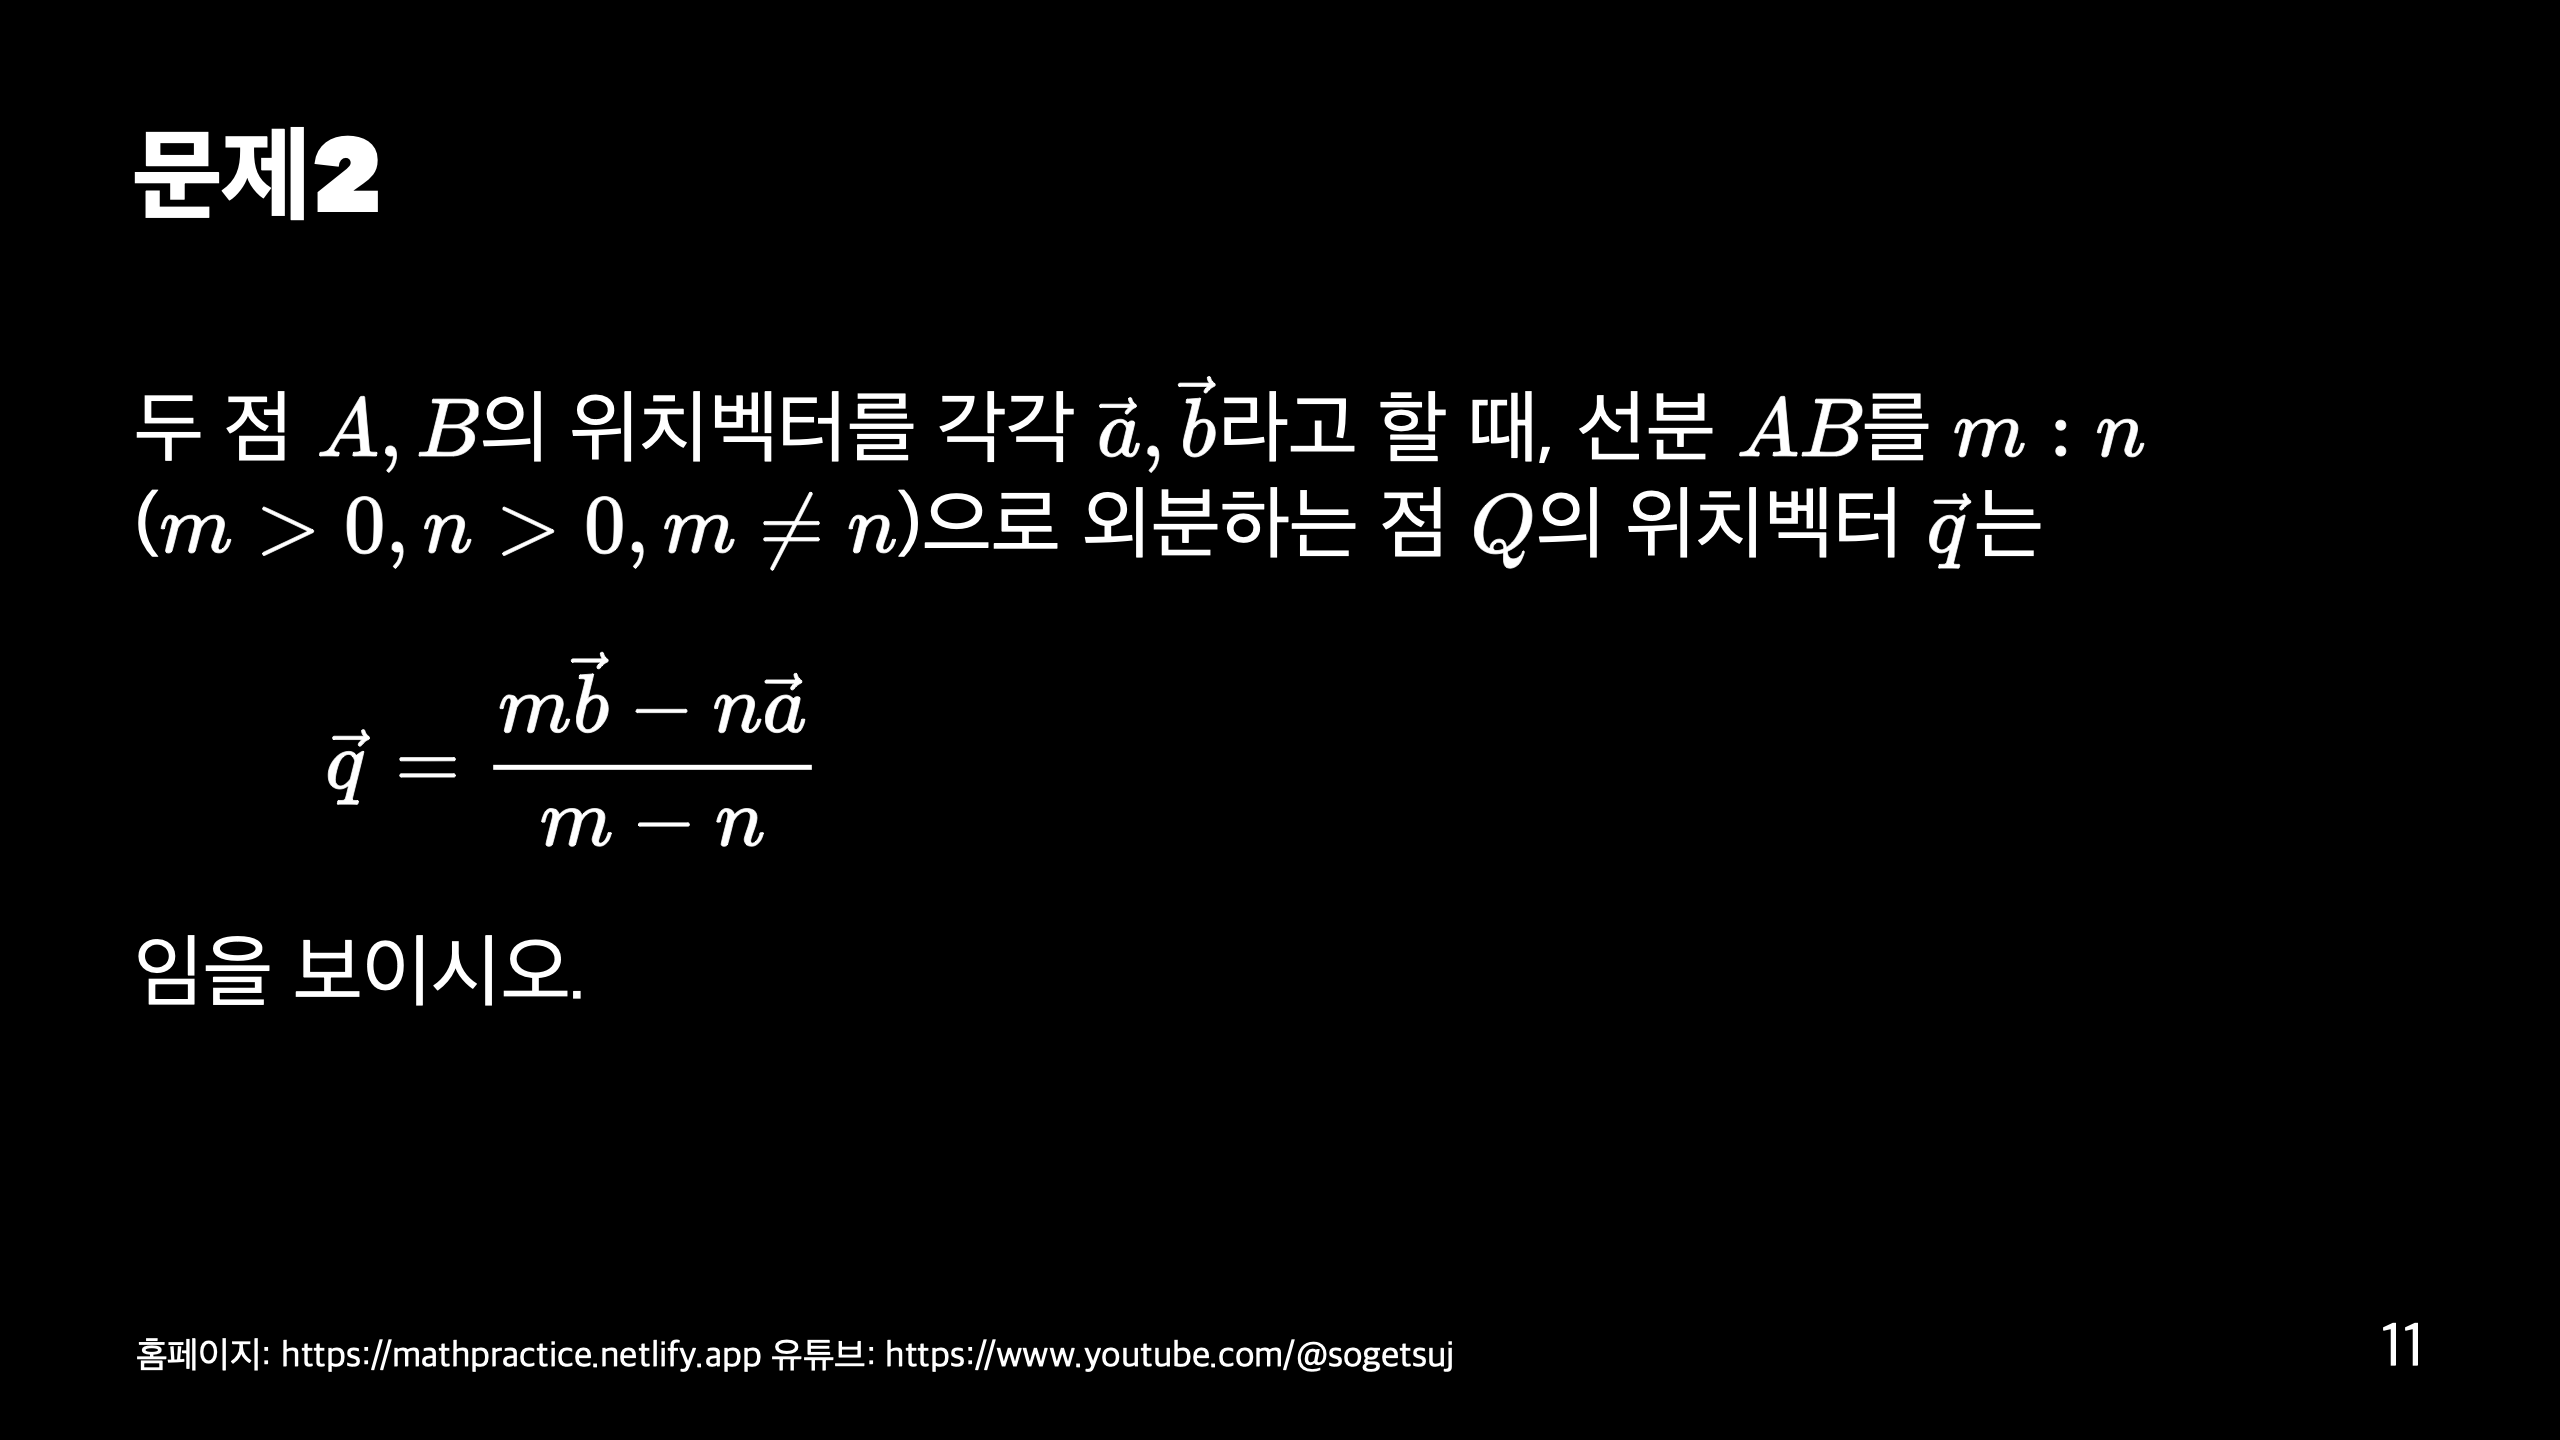 문제2
두 점 $A, B$의 위치벡터를 각각 $\vec{a}, \vec{b}$라고 할 때, 선분 $AB$를 $m : n$
($m > 0, n > 0, m \neq n$)으로 외분하는 점 $Q$의 위치벡터 $\vec{q}$는
$\vec{q} = \dfrac{m\vec{b} - n\vec{a}}{m - n}$
임을 보이시오.
홈페이지: https://mathpractice.netlify.app 유튜브: https://www.youtube.com/@sogetsuj
11